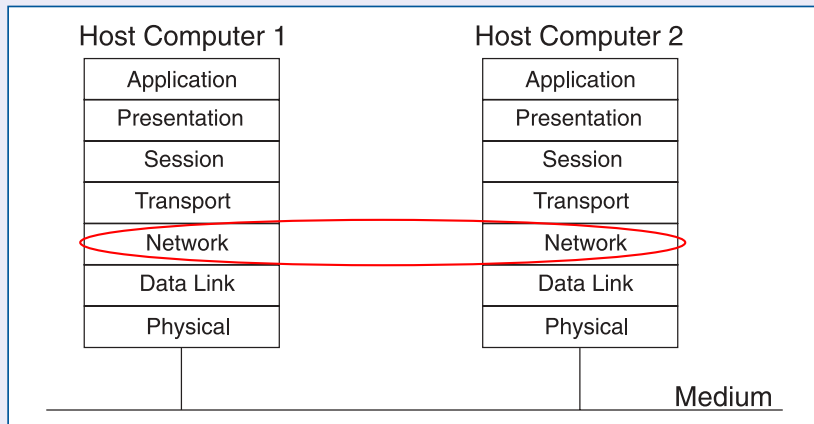 Host Computer 1 Host Computer 2
Application Application
Presentation Presentation
Session Session
Transport Transport
Network Network
Data Link Data Link
Physical Physical
Medium